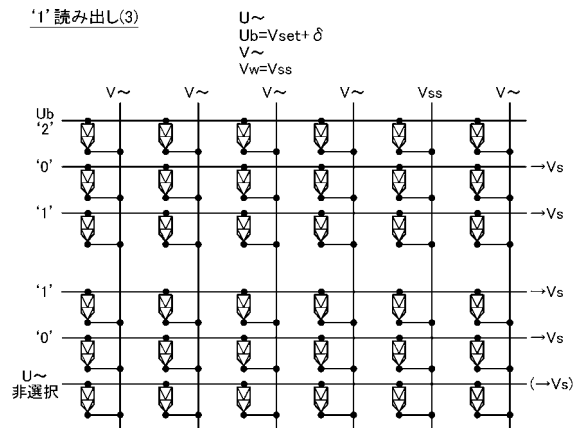 '1'読み出し(3)
U～
Ub=Vset+δ
V～
Vw=Vss
V～ V～ V～ V～ Vss V～
Ub
'2'
'0' →Vs
'1' →Vs
'1' →Vs
'0' →Vs
U～
非選択 (→Vs)